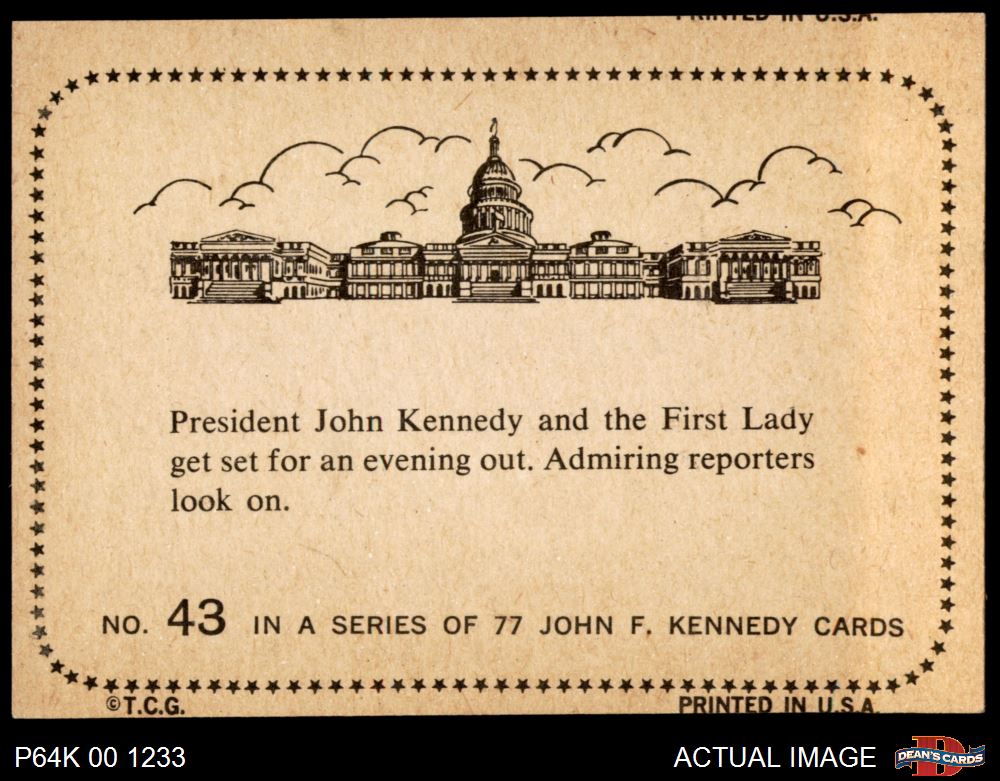 PRINTED IN U.S.A.
President John Kennedy and the First Lady
get set for an evening out. Admiring reporters
look on.
NO. 43 IN A SERIES OF 77 JOHN F. KENNEDY CARDS
©T.C.G. PRINTED IN U.S.A.
P64K 00 1233 ACTUAL IMAGE DEAN'S CARDS